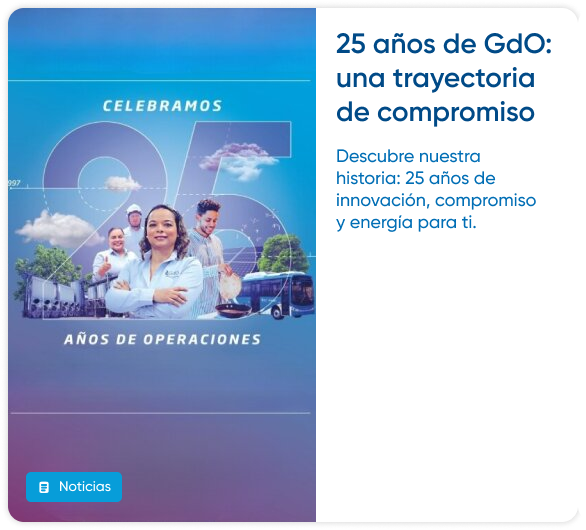 CELEBRAMOS
25
997
AÑOS DE OPERACIONES
Noticias
25 años de GdO:
una trayectoria
de compromiso
Descubre nuestra
historia: 25 años de
innovación, compromiso
y energía para ti.